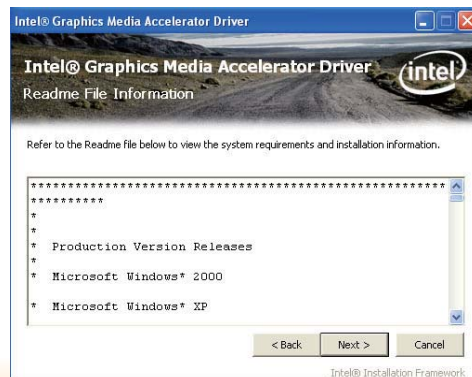 Intel® Graphics Media Accelerator Driver
Intel® Graphics Media Accelerator Driver
intel
Readme File Information
Refer to the Readme file below to view the system requirements and installation information.
******************************************************
**********
*
*
* Production Version Releases
*
* Microsoft Windows* 2000
* Microsoft Windows* XP
< Back
Next >
Cancel
Intel® Installation Framework